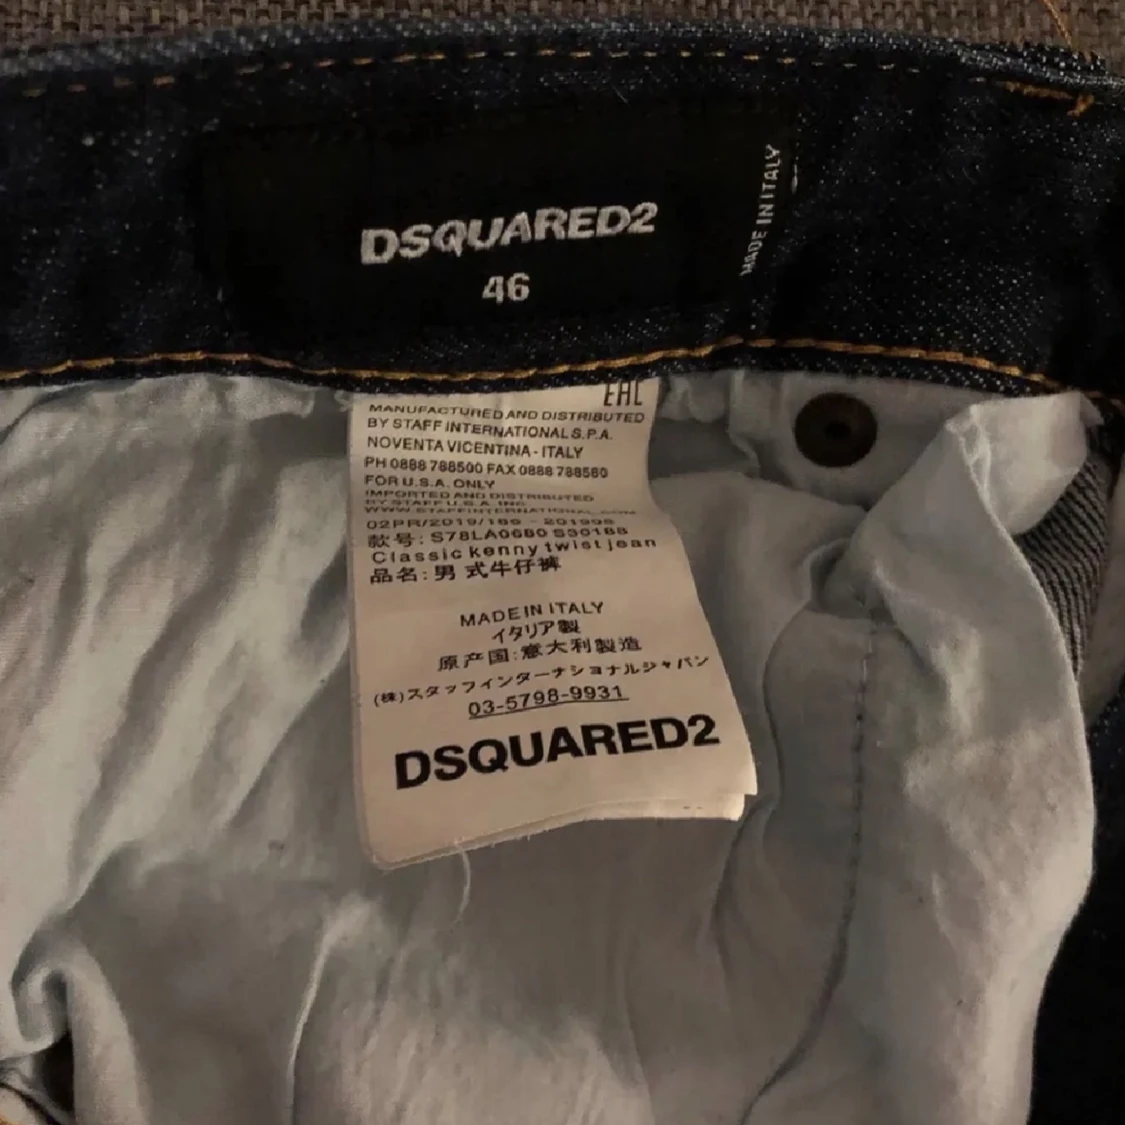 DSQUARED2
46
MADE IN ITALY
EAC
MANUFACTURED AND DISTRIBUTED
BY STAFF INTERNATIONAL S.P.A.
NOVENTA VICENTINA - ITALY
PH 0888 788500 FAX 0888 788580
FOR U.S.A. ONLY
IMPORTED AND DISTRIBUTED
BY STAFF U.S.A. INC
WWW.STAFFINTERNATIONAL.COM
02PR/2019/186 -
款号: S78LA0680 S30188
Classic kenny twist jean
品名: 男式牛仔裤
MADE IN ITALY
イタリア製
原产国:意大利製造
(株)スタッフインターナショナルジャパン
03-5798-9931
DSQUARED2